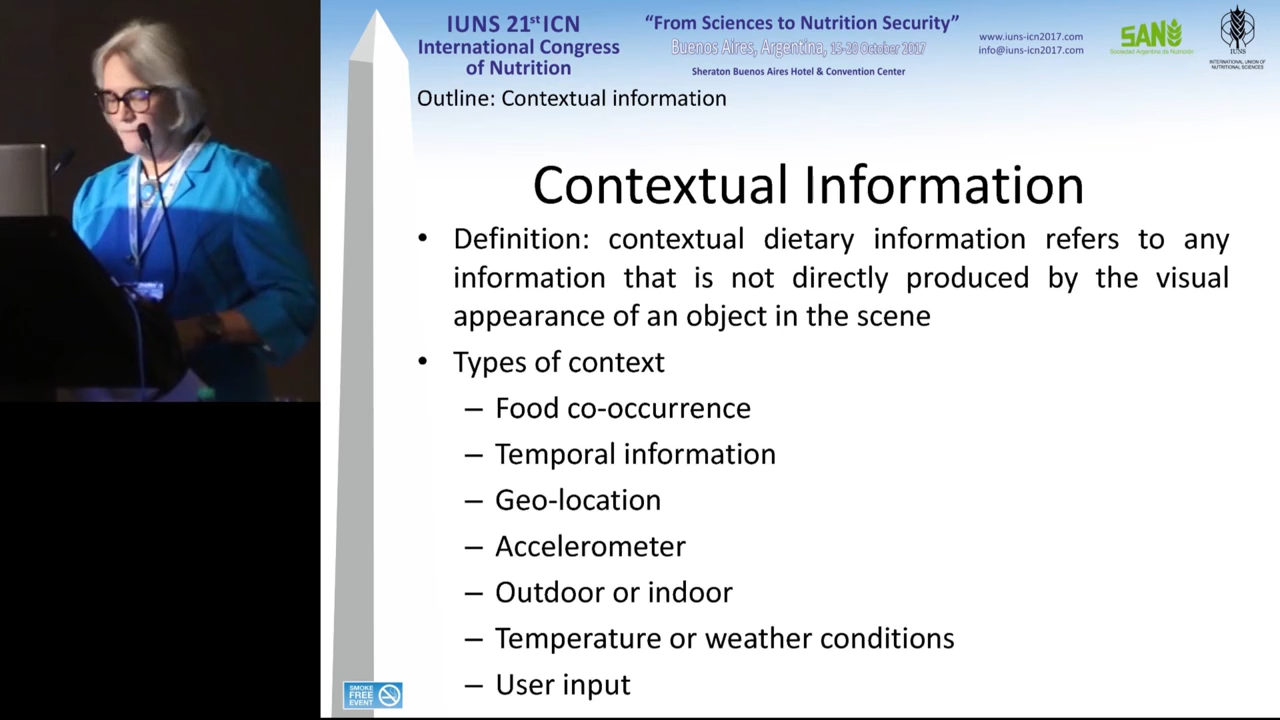 IUNS 21st ICN
International Congress
of Nutrition
“From Sciences to Nutrition Security”
Buenos Aires, Argentina, 15-20 October 2017
Sheraton Buenos Aires Hotel & Convention Center
www.iuns-icn2017.com
info@iuns-icn2017.com
SAN
Sociedad Argentina de Nutrición
IUNS
INTERNATIONAL UNION OF
NUTRITIONAL SCIENCES
Outline: Contextual information
Contextual Information
• Definition: contextual dietary information refers to any
information that is not directly produced by the visual
appearance of an object in the scene
• Types of context
– Food co-occurrence
– Temporal information
– Geo-location
– Accelerometer
– Outdoor or indoor
– Temperature or weather conditions
– User input
SMOKE
FREE
EVENT